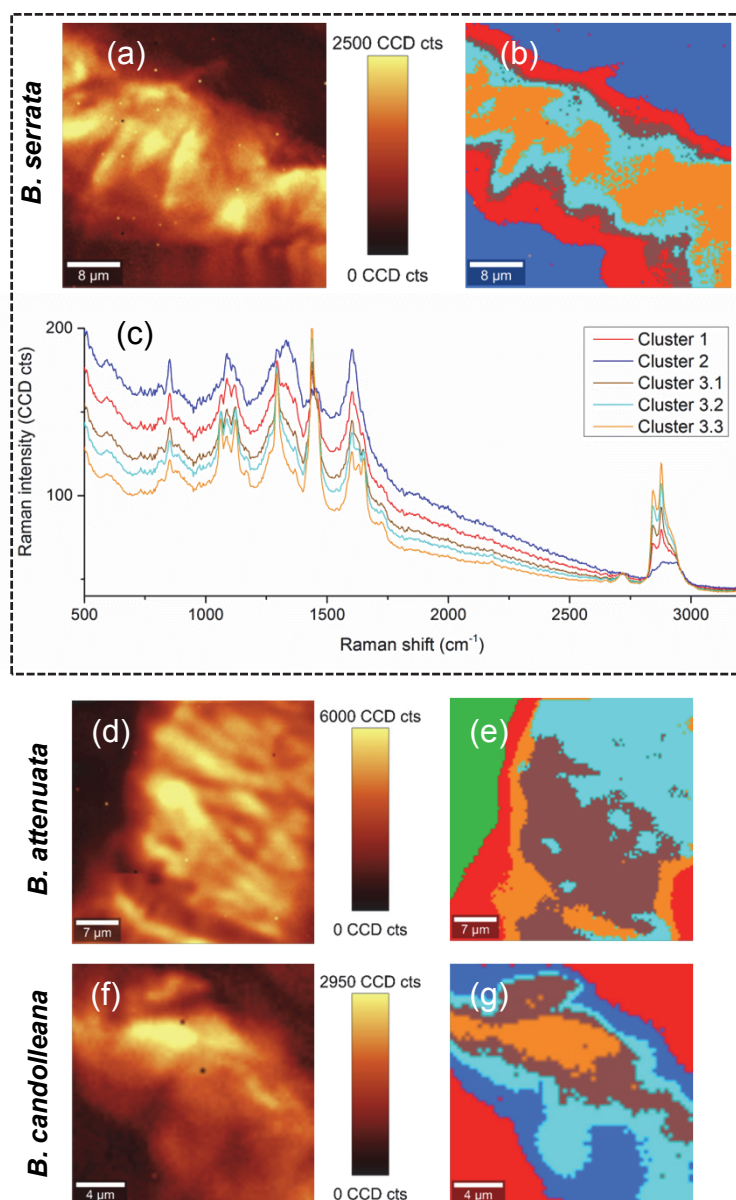 B. serrata
(a)
8 µm
2500 CCD cts
0 CCD cts
(b)
8 µm
(c)
Raman intensity (CCD cts)
200
100
Cluster 1
Cluster 2
Cluster 3.1
Cluster 3.2
Cluster 3.3
500 1000 1500 2000 2500 3000
Raman shift (cm⁻¹)
B. attenuata
(d)
7 µm
6000 CCD cts
0 CCD cts
(e)
7 µm
B. candolleana
(f)
4 µm
2950 CCD cts
0 CCD cts
(g)
4 µm